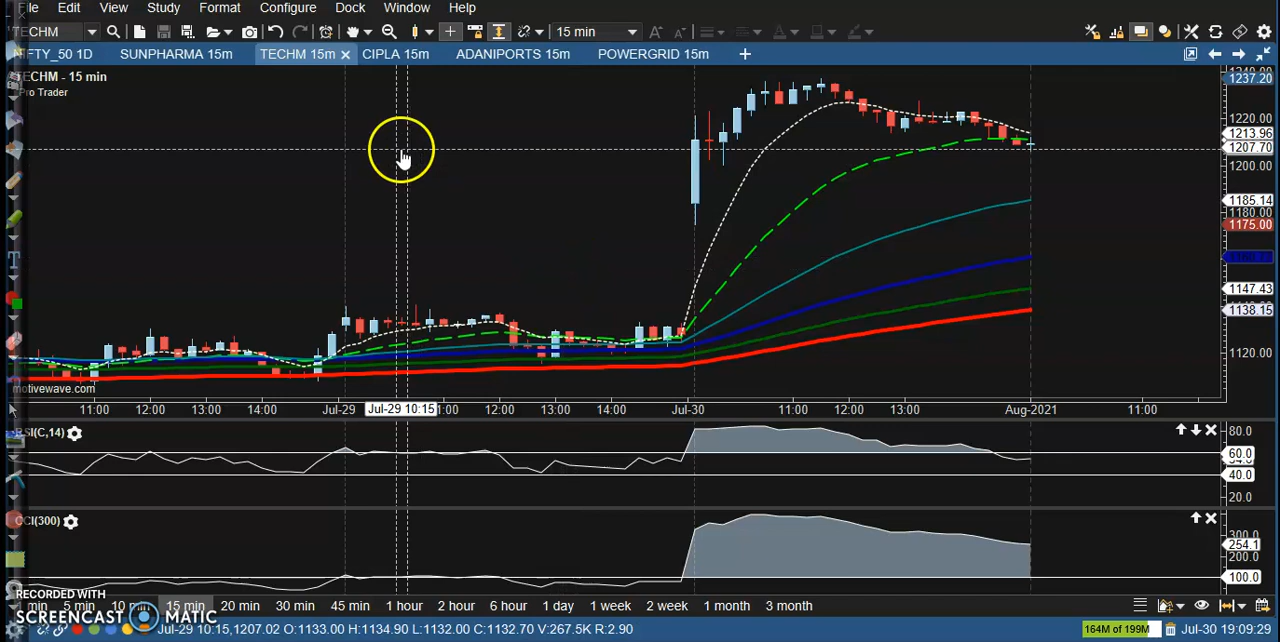 File Edit View Study Format Configure Dock Window Help
TECHM 15 min
NIFTY_50 1D SUNPHARMA 15m TECHM 15m CIPLA 15m ADANIPORTS 15m POWERGRID 15m
TECHM - 15 min
Pro Trader
1237.20
1220.00
1213.96
1207.70
1200.00
1185.14
1180.00
1175.00
1147.43
1138.15
1120.00
motivewave.com
11:00 12:00 13:00 14:00 Jul-29 Jul-29 10:15 12:00 13:00 14:00 Jul-30 11:00 12:00 13:00 Aug-2021 11:00
RSI(C,14)
80.0
60.0
40.0
20.0
CCI(300)
300.0
254.1
200.0
100.0
RECORDED WITH
SCREENCAST MATIC
5 min 15 min 20 min 30 min 45 min 1 hour 2 hour 6 hour 1 day 1 week 2 week 1 month 3 month
Jul-29 10:15,1207.02 O:1133.00 H:1134.90 L:1132.00 C:1132.70 V:267.5K R:2.90
164M of 199M Jul-30 19:09:29